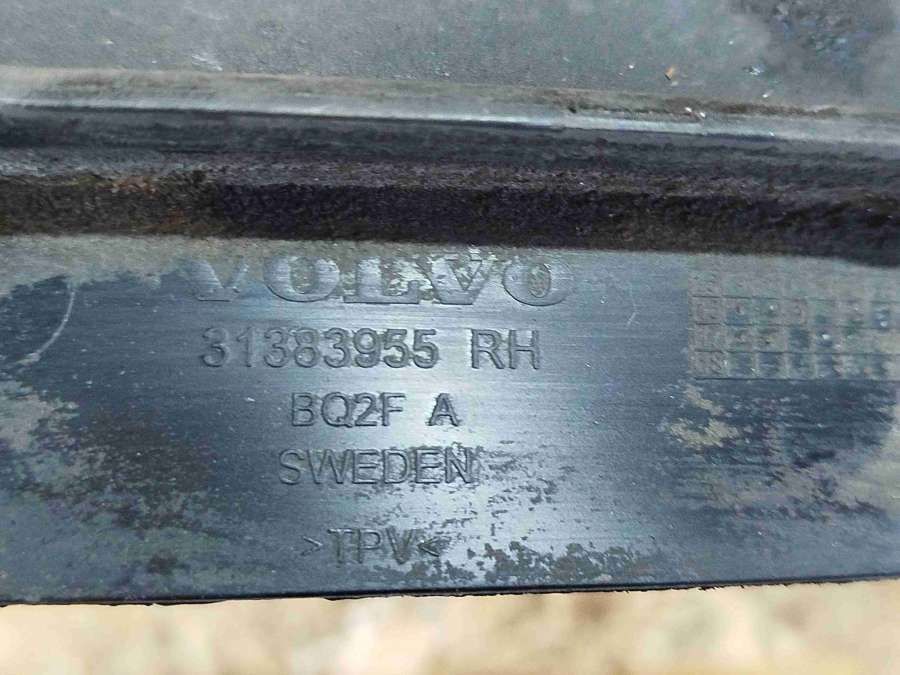 VOLVO
31383955 RH
BQ2F A
SWEDEN
>TPV<